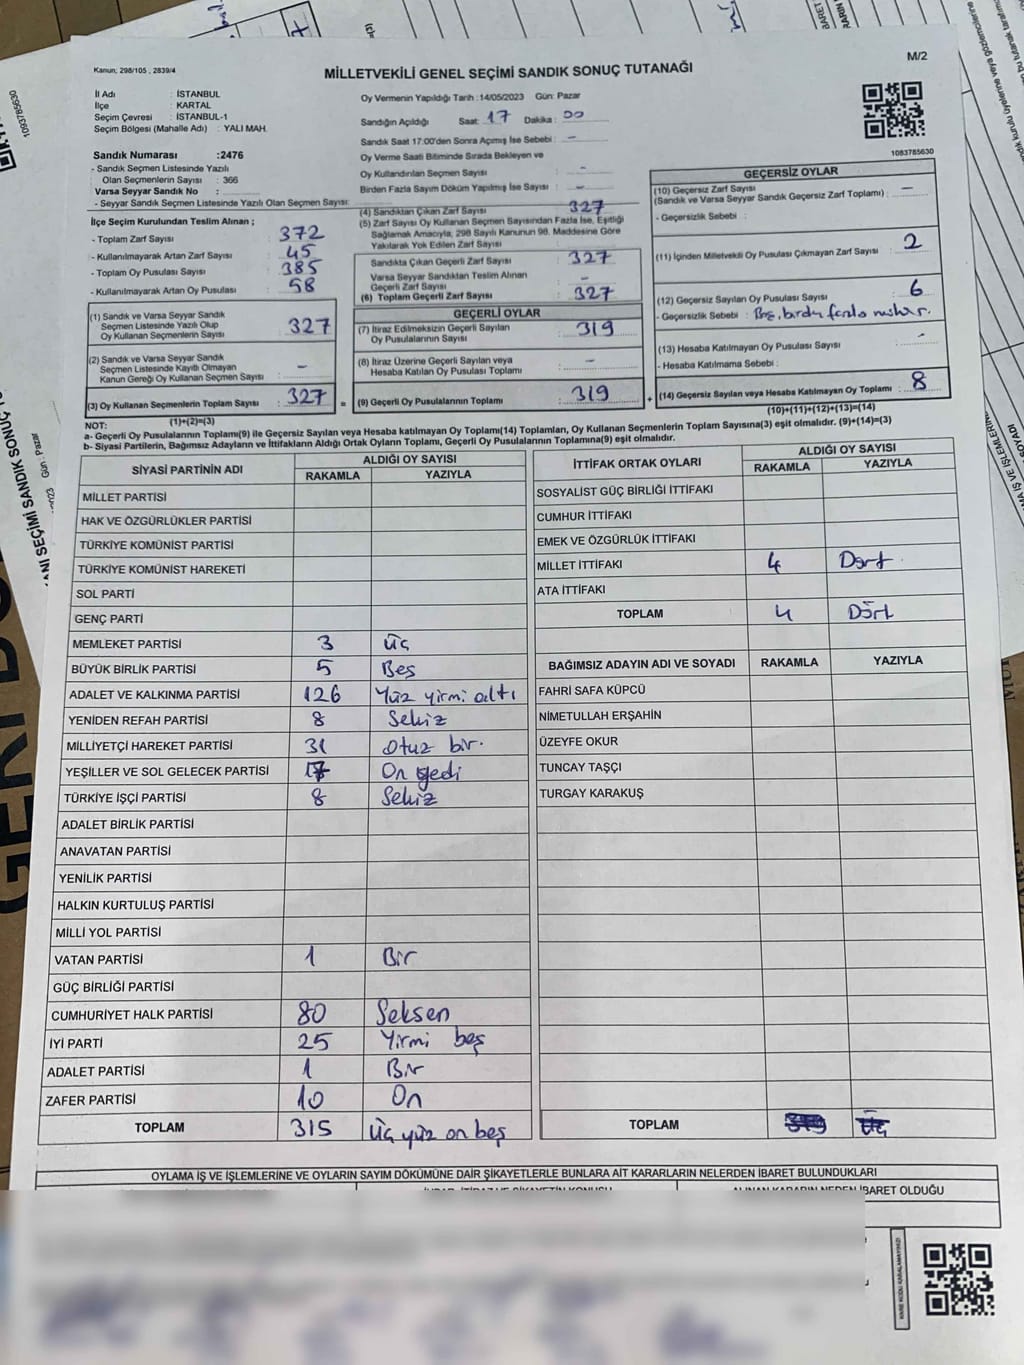 M/2
Kanun; 298/105 , 2839/4
MİLLETVEKİLİ GENEL SEÇİMİ SANDIK SONUÇ TUTANAĞI
İl Adı : İSTANBUL
İlçe : KARTAL
Seçim Çevresi : İSTANBUL-1
Seçim Bölgesi (Mahalle Adı) : YALI MAH.
Sandık Numarası :2476
- Sandık Seçmen Listesinde Yazılı
Olan Seçmenlerin Sayısı : 366
Varsa Seyyar Sandık No :
- Seyyar Sandık Seçmen Listesinde Yazılı Olan Seçmen Sayısı:
Oy Vermenin Yapıldığı Tarih :14/05/2023 Gün: Pazar
Sandığın Açıldığı Saat: 17 Dakika: 00
Sandık Saat 17:00'den Sonra Açılmış İse Sebebi : -
Oy Verme Saati Bitiminde Sırada Bekleyen ve
Oy Kullandırılan Seçmen Sayısı : -
Birden Fazla Sayım Döküm Yapılmış İse Sayısı : -
1083785630
İlçe Seçim Kurulundan Teslim Alınan ;
- Toplam Zarf Sayısı : 372
- Kullanılmayarak Artan Zarf Sayısı : 45
- Toplam Oy Pusulası Sayısı : 385
- Kullanılmayarak Artan Oy Pusulası : 58
(1) Sandık ve Varsa Seyyar Sandık
Seçmen Listesinde Yazılı Olup
Oy Kullanan Seçmenlerin Sayısı : 327
(2) Sandık ve Varsa Seyyar Sandık
Seçmen Listesinde Kayıtlı Olmayan
Kanun Gereği Oy Kullanan Seçmen Sayısı : -
(3) Oy Kullanan Seçmenlerin Toplam Sayısı : 327
(1)+(2)=(3)
(4) Sandıktan Çıkan Zarf Sayısı : 327
(5) Zarf Sayısı Oy Kullanan Seçmen Sayısından Fazla İse, Eşitliği
Sağlamak Amacıyla, 298 Sayılı Kanunun 98. Maddesine Göre
Yakılarak Yok Edilen Zarf Sayısı :
Sandıkta Çıkan Geçerli Zarf Sayısı : 327
Varsa Seyyar Sandıktan Teslim Alınan
Geçerli Zarf Sayısı : -
(6) Toplam Geçerli Zarf Sayısı : 327
GEÇERLİ OYLAR
(7) İtiraz Edilmeksizin Geçerli Sayılan
Oy Pusulalarının Sayısı : 319
(8) İtiraz Üzerine Geçerli Sayılan veya
Hesaba Katılan Oy Pusulası Toplamı : -
= (9) Geçerli Oy Pusulalarının Toplamı : 319 +
GEÇERSİZ OYLAR
(10) Geçersiz Zarf Sayısı
(Sandık ve Varsa Seyyar Sandık Geçersiz Zarf Toplamı) : -
- Geçersizlik Sebebi :
(11) İçinden Milletvekili Oy Pusulası Çıkmayan Zarf Sayısı : 2
(12) Geçersiz Sayılan Oy Pusulası Sayısı : 6
- Geçersizlik Sebebi : Boş, birden fazla mühür.
(13) Hesaba Katılmayan Oy Pusulası Sayısı : -
- Hesaba Katılmama Sebebi :
(14) Geçersiz Sayılan veya Hesaba Katılmayan Oy Toplamı : 8
(10)+(11)+(12)+(13)=(14)
NOT:
a- Geçerli Oy Pusulalarının Toplamı(9) ile Geçersiz Sayılan veya Hesaba Katılmayan Oy Toplamı(14) Toplamları, Oy Kullanan Seçmenlerin Toplam Sayısına(3) eşit olmalıdır. (9)+(14)=(3)
b- Siyasi Partilerin, Bağımsız Adayların ve İttifakların Aldığı Ortak Oyların Toplamı, Geçerli Oy Pusulalarının Toplamına(9) eşit olmalıdır.
SİYASİ PARTİNİN ADI ALDIĞI OY SAYISI
RAKAMLA YAZIYLA
MİLLET PARTİSİ
HAK VE ÖZGÜRLÜKLER PARTİSİ
TÜRKİYE KOMÜNİST PARTİSİ
TÜRKİYE KOMÜNİST HAREKETİ
SOL PARTİ
GENÇ PARTİ
MEMLEKET PARTİSİ 3 Üç
BÜYÜK BİRLİK PARTİSİ 5 Beş
ADALET VE KALKINMA PARTİSİ 126 Yüz yirmi altı
YENİDEN REFAH PARTİSİ 8 Sekiz
MİLLİYETÇİ HAREKET PARTİSİ 31 Otuz bir.
YEŞİLLER VE SOL GELECEK PARTİSİ 17 On yedi
TÜRKİYE İŞÇİ PARTİSİ 8 Sekiz
ADALET BİRLİK PARTİSİ
ANAVATAN PARTİSİ
YENİLİK PARTİSİ
HALKIN KURTULUŞ PARTİSİ
MİLLİ YOL PARTİSİ
VATAN PARTİSİ 1 Bir
GÜÇ BİRLİĞİ PARTİSİ
CUMHURİYET HALK PARTİSİ 80 Seksen
İYİ PARTİ 25 Yirmi beş
ADALET PARTİSİ 1 Bir
ZAFER PARTİSİ 10 On
TOPLAM 315 Üç yüz on beş
İTTİFAK ORTAK OYLARI ALDIĞI OY SAYISI
RAKAMLA YAZIYLA
SOSYALİST GÜÇ BİRLİĞİ İTTİFAKI
CUMHUR İTTİFAKI
EMEK VE ÖZGÜRLÜK İTTİFAKI
MİLLET İTTİFAKI 4 Dört.
ATA İTTİFAKI
TOPLAM 4 Dört
BAĞIMSIZ ADAYIN ADI VE SOYADI RAKAMLA YAZIYLA
FAHRİ SAFA KÜPCÜ
NİMETULLAH ERŞAHİN
ÜZEYFE OKUR
TUNCAY TAŞÇI
TURGAY KARAKUŞ
TOPLAM
OYLAMA İŞ VE İŞLEMLERİNE VE OYLARIN SAYIM DÖKÜMÜNE DAİR ŞİKAYETLERLE BUNLARA AİT KARARLARIN NELERDEN İBARET BULUNDUKLARI
ALINAN KARARIN NEDEN İBARET OLDUĞU